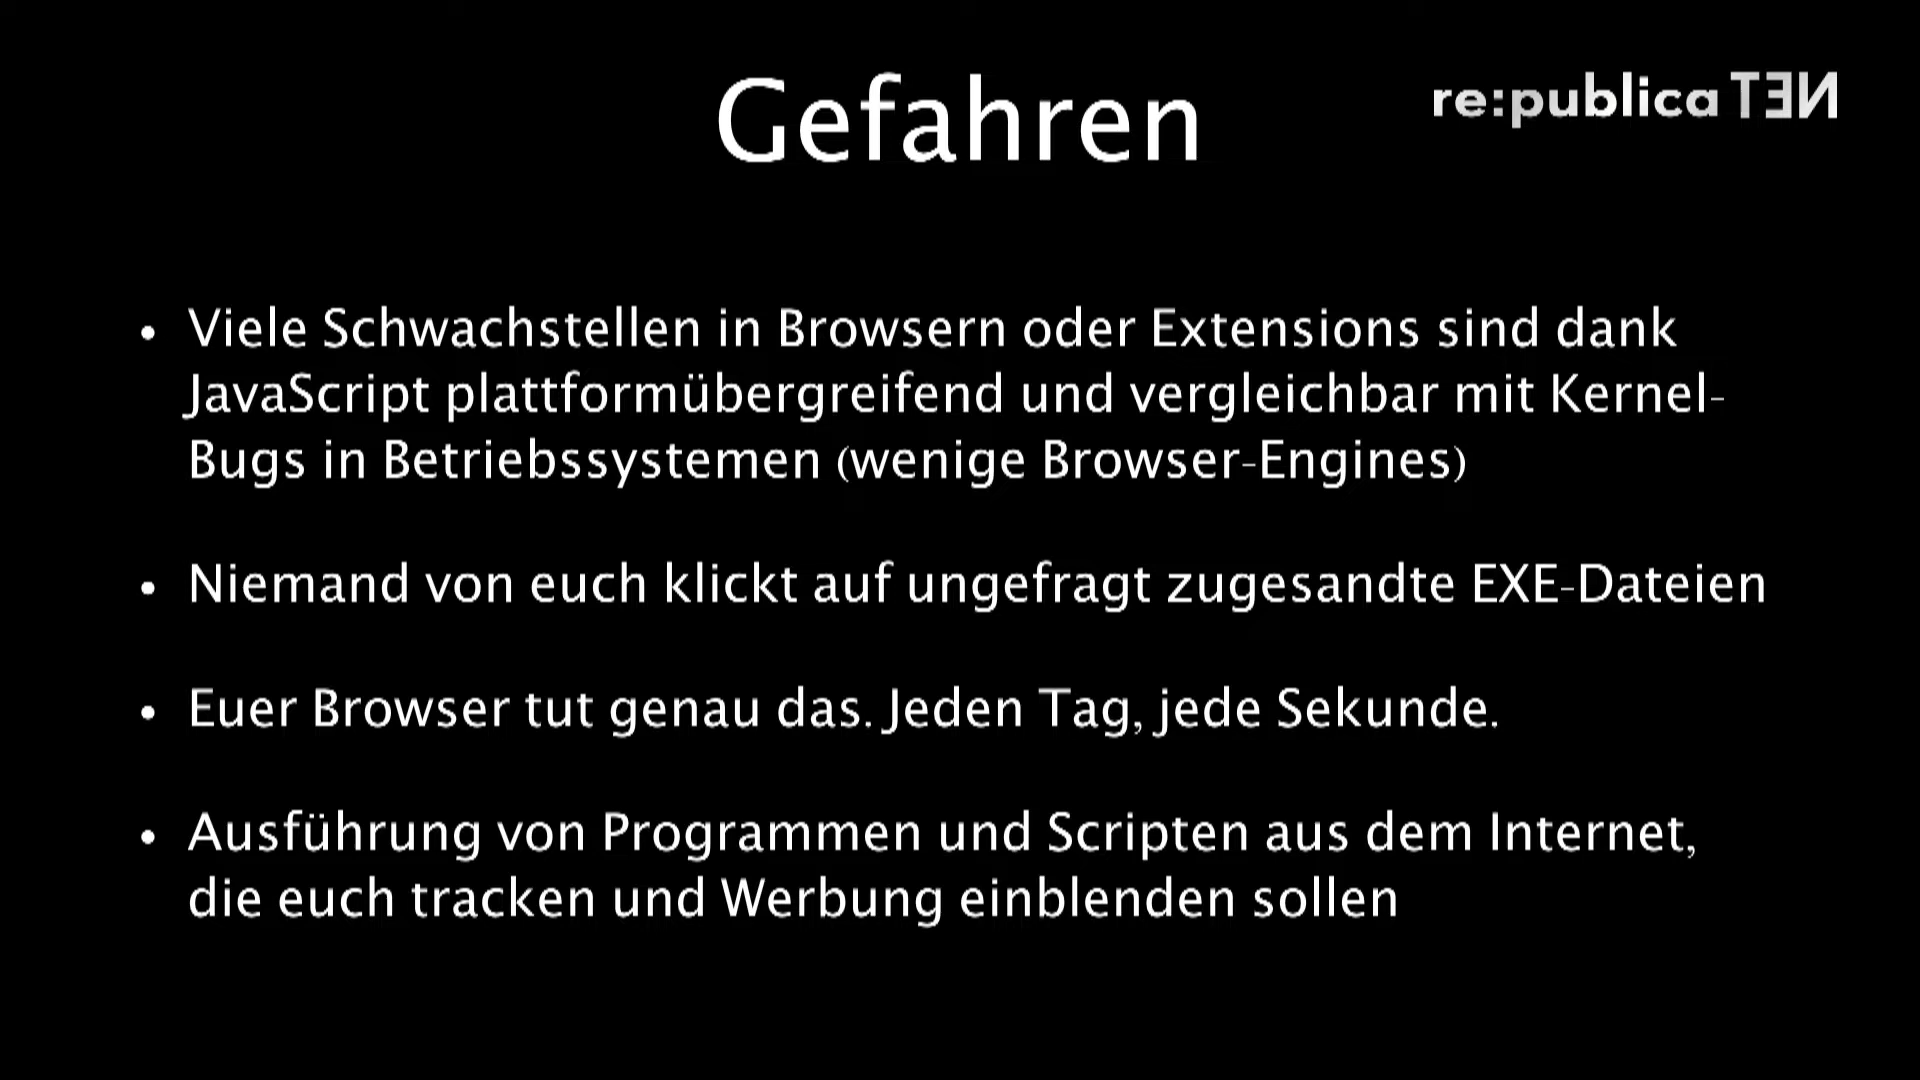 Gefahren
re:publica TEN
• Viele Schwachstellen in Browsern oder Extensions sind dank
JavaScript plattformübergreifend und vergleichbar mit Kernel-
Bugs in Betriebssystemen (wenige Browser-Engines)
• Niemand von euch klickt auf ungefragt zugesandte EXE-Dateien
• Euer Browser tut genau das. Jeden Tag, jede Sekunde.
• Ausführung von Programmen und Scripten aus dem Internet,
die euch tracken und Werbung einblenden sollen